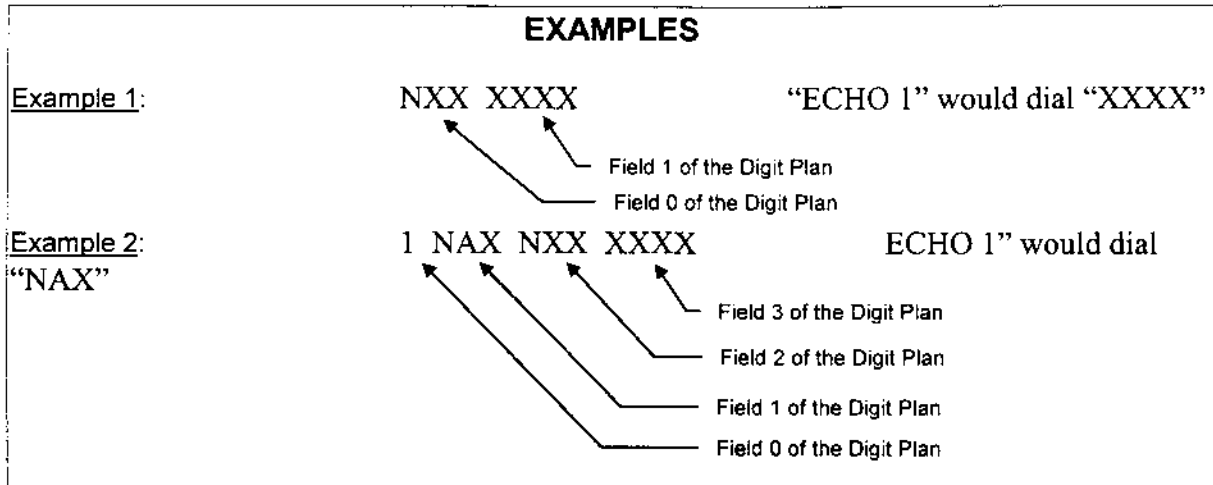 EXAMPLES
Example 1: NXX XXXX “ECHO 1” would dial “XXXX”
Field 1 of the Digit Plan
Field 0 of the Digit Plan
Example 2: 1 NAX NXX XXXX ECHO 1” would dial
“NAX”
Field 3 of the Digit Plan
Field 2 of the Digit Plan
Field 1 of the Digit Plan
Field 0 of the Digit Plan